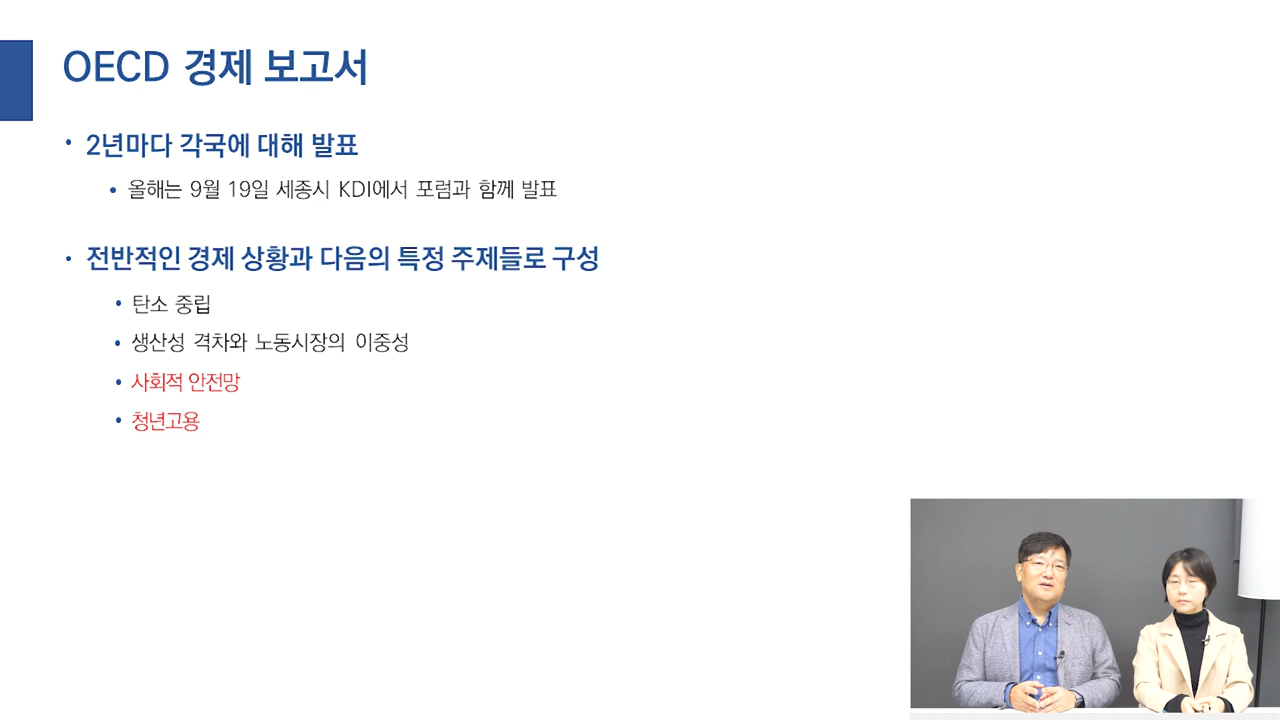 OECD 경제 보고서
• 2년마다 각국에 대해 발표
• 올해는 9월 19일 세종시 KDI에서 포럼과 함께 발표
• 전반적인 경제 상황과 다음의 특정 주제들로 구성
• 탄소 중립
• 생산성 격차와 노동시장의 이중성
• 사회적 안전망
• 청년고용